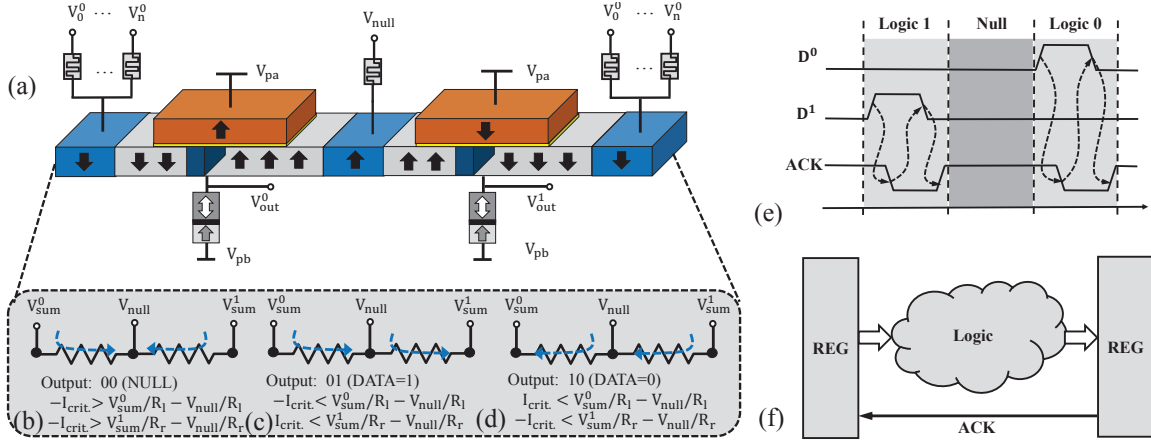 V⁰₀ ... V⁰ₙ
V_null
V⁰₀ ... V⁰ₙ
(a)
...
...
V_pa
V_pa
V⁰_out
V¹_out
V_pb
V_pb
V⁰_sum V_null V¹_sum
V⁰_sum V_null V¹_sum
V⁰_sum V_null V¹_sum
(b)
Output: 00 (NULL)
−I_crit. > V⁰_sum/R_l − V_null/R_l
−I_crit. > V¹_sum/R_r − V_null/R_r
(c)
Output: 01 (DATA=1)
−I_crit. < V⁰_sum/R_l − V_null/R_l
I_crit. < V¹_sum/R_r − V_null/R_r
(d)
Output: 10 (DATA=0)
I_crit. < V⁰_sum/R_l − V_null/R_l
−I_crit. < V¹_sum/R_r − V_null/R_r
Logic 1 Null Logic 0
D⁰
D¹
ACK
(e)
REG
Logic
REG
ACK
(f)